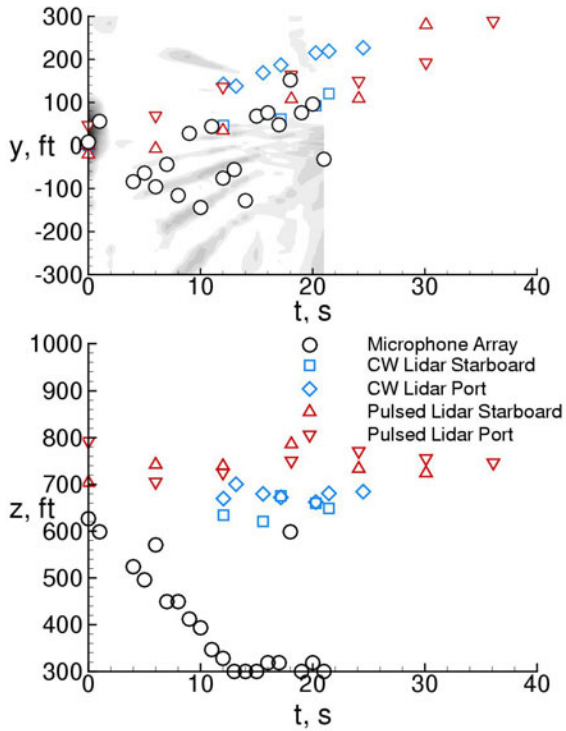 300
200
100
y, ft
0
-100
-200
-300
0
10
20
30
40
t, s
1000
Microphone Array
CW Lidar Starboard
900
CW Lidar Port
Pulsed Lidar Starboard
800
Pulsed Lidar Port
700
z, ft
600
500
400
300
0
10
20
30
40
t, s